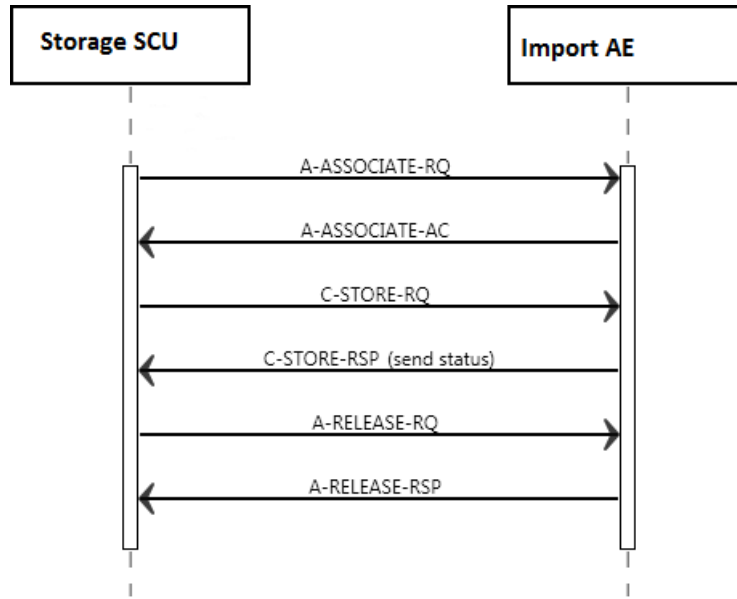 Storage SCU
Import AE
A-ASSOCIATE-RQ
A-ASSOCIATE-AC
C-STORE-RQ
C-STORE-RSP (send status)
A-RELEASE-RQ
A-RELEASE-RSP